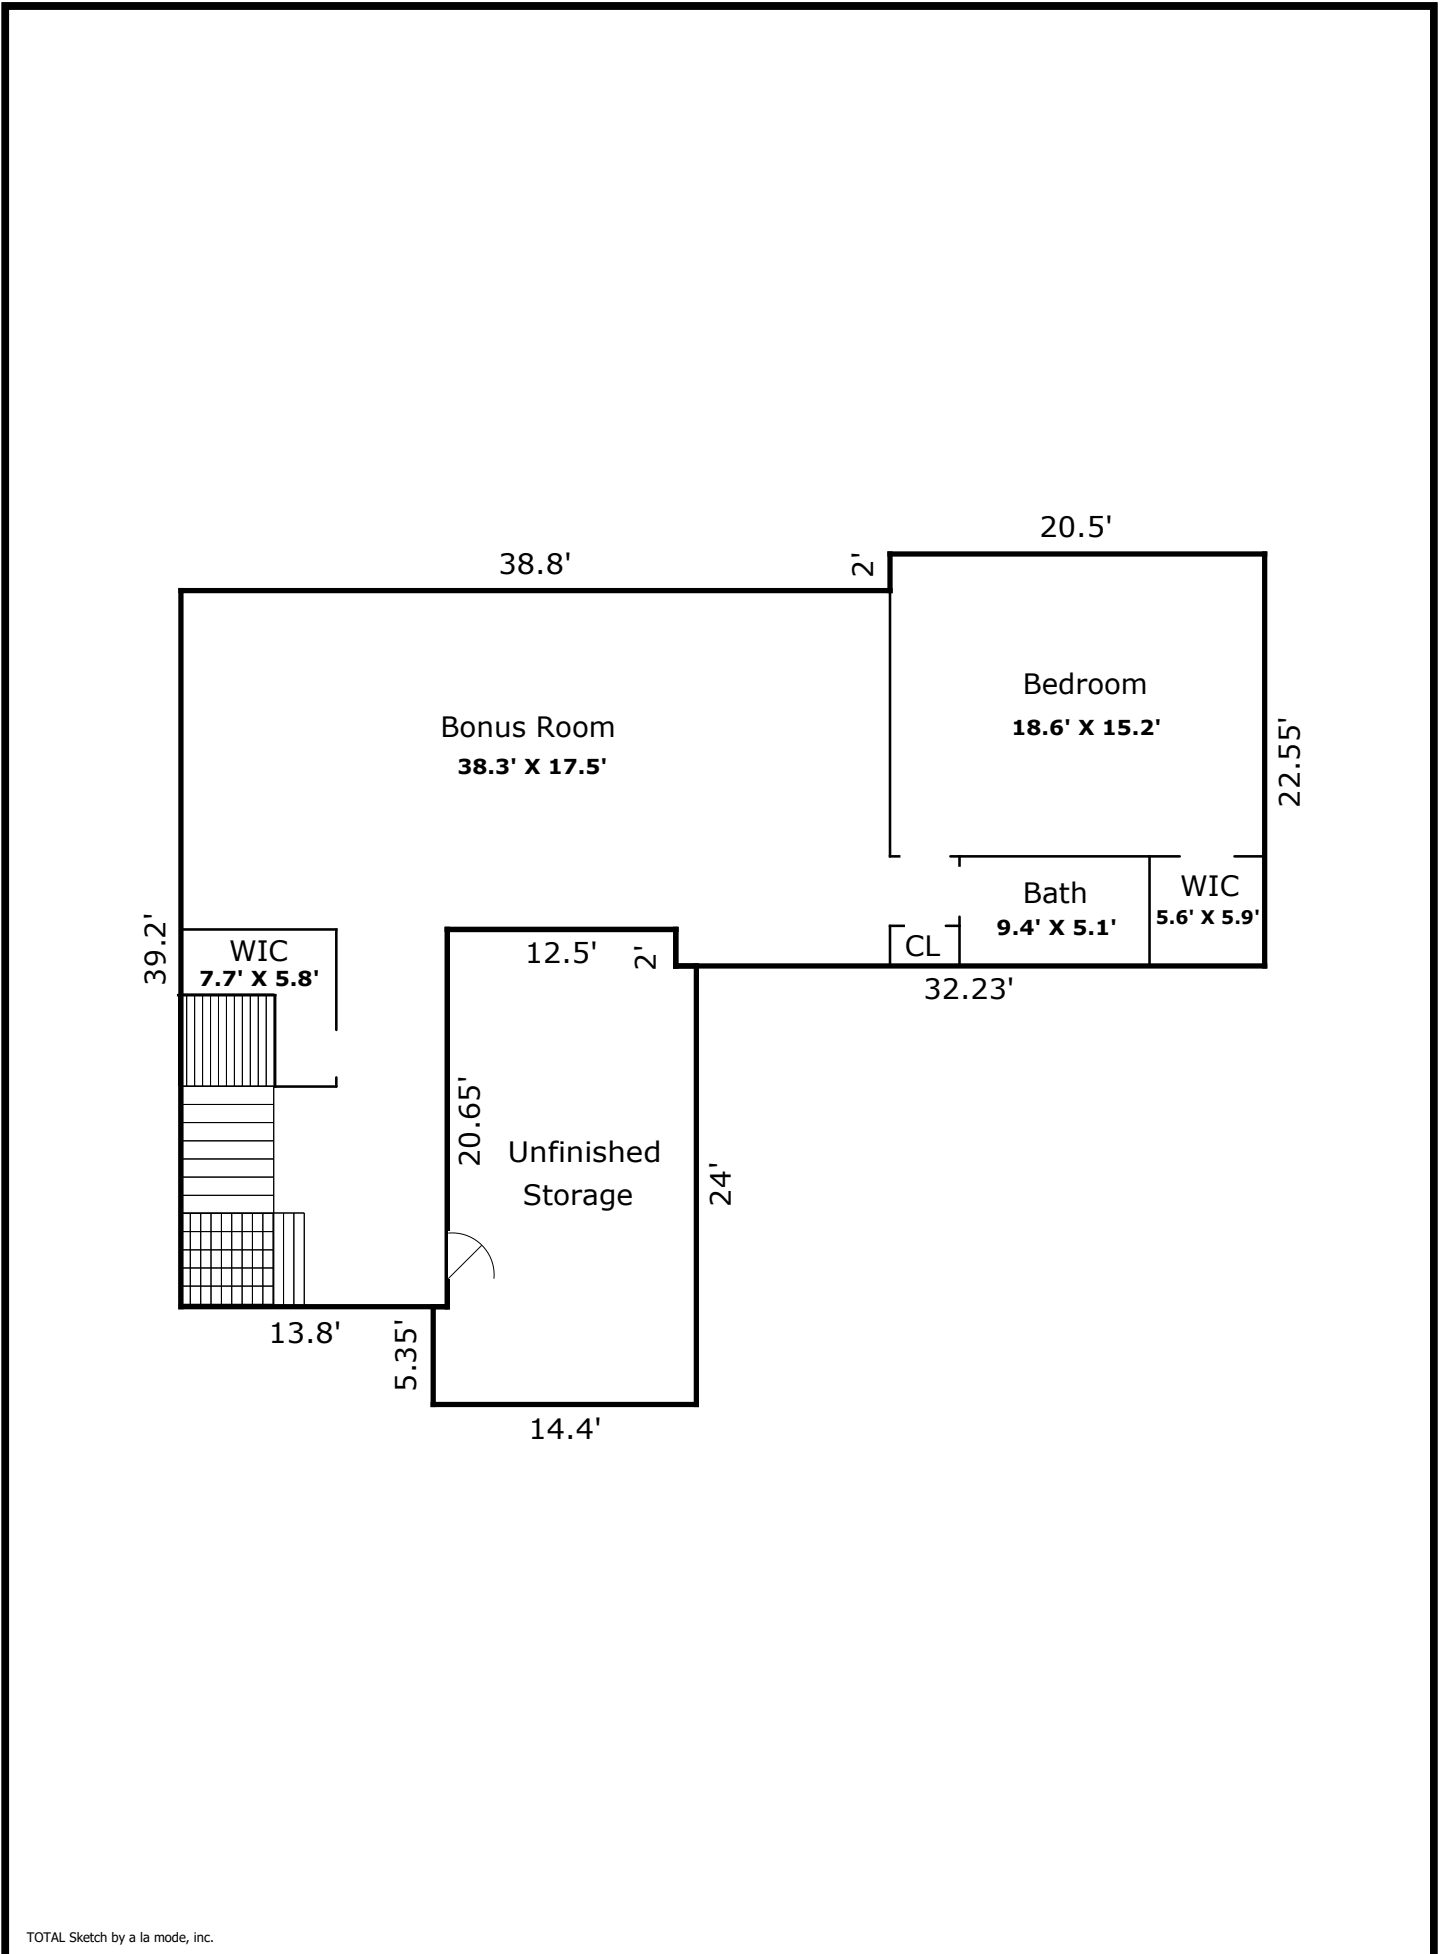 20.5'
38.8'
2'
Bedroom
18.6' X 15.2'
Bonus Room
38.3' X 17.5'
22.55'
WIC
5.6' X 5.9'
Bath
9.4' X 5.1'
CL
39.2'
WIC
7.7' X 5.8'
12.5'
2'
32.23'
20.65'
Unfinished
Storage
24'
13.8'
5.35'
14.4'
TOTAL Sketch by a la mode, inc.